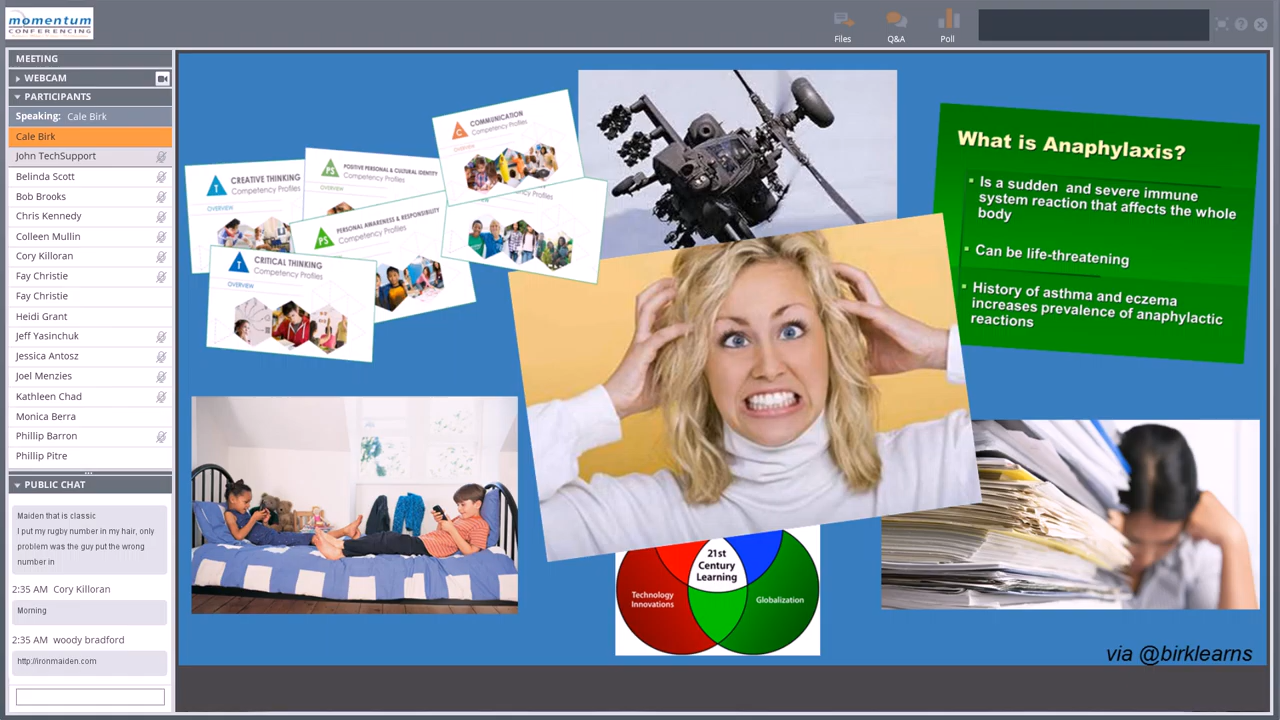 momentum
CONFERENCING
Files
Q&A
Poll
MEETING
WEBCAM
PARTICIPANTS
Speaking: Cale Birk
Cale Birk
John TechSupport
Belinda Scott
Bob Brooks
Chris Kennedy
Colleen Mullin
Cory Killoran
Fay Christie
Fay Christie
Heidi Grant
Jeff Yasinchuk
Jessica Antosz
Joel Menzies
Kathleen Chad
Monica Berra
Phillip Barron
Phillip Pitre
PUBLIC CHAT
Maiden that is classic
I put my rugby number in my hair, only
problem was the guy put the wrong
number in
2:35 AM Cory Killoran
Morning
2:35 AM woody bradford
http://ironmaiden.com
C
COMMUNICATION
Competency Profiles
OVERVIEW
T
CREATIVE THINKING
Competency Profiles
OVERVIEW
PS
POSITIVE PERSONAL & CULTURAL IDENTITY
Competency Profiles
OVERVIEW
PS
PERSONAL AWARENESS & RESPONSIBILITY
Competency Profiles
T
CRITICAL THINKING
Competency Profiles
OVERVIEW
What is Anaphylaxis?
Is a sudden and severe immune
system reaction that affects the whole
body
Can be life-threatening
History of asthma and eczema
increases prevalence of anaphylactic
reactions
21st
Century
Learning
Technology
Innovations
Globalization
via @birklearns